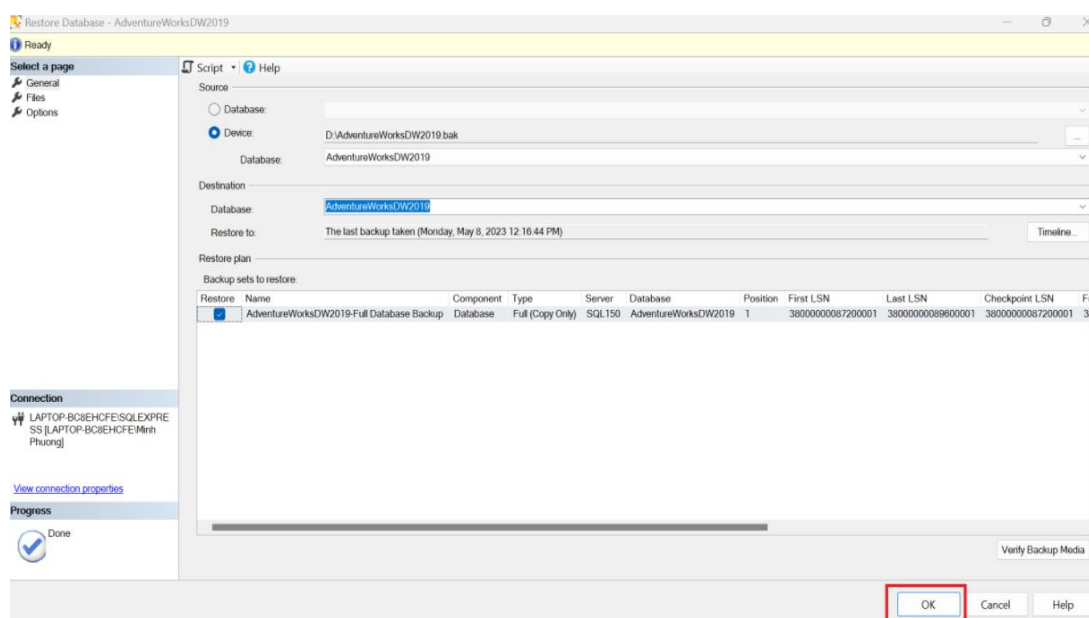 Restore Database - AdventureWorksDW2019
Ready
Select a page
General
Files
Options
Script Help
Source
Database:
Device: D:\AdventureWorksDW2019.bak ...
Database: AdventureWorksDW2019
Destination
Database: AdventureWorksDW2019
Restore to: The last backup taken (Monday, May 8, 2023 12:16:44 PM) Timeline...
Restore plan
Backup sets to restore:
Restore Name Component Type Server Database Position First LSN Last LSN Checkpoint LSN
AdventureWorksDW2019-Full Database Backup Database Full (Copy Only) SQL150 AdventureWorksDW2019 1 38000000087200001 38000000089600001 38000000087200001
Connection
LAPTOP-BC8EHCFE\SQLEXPRE
SS [LAPTOP-BC8EHCFE\Minh
Phuong]
View connection properties
Progress
Done
Verify Backup Media
OK Cancel Help